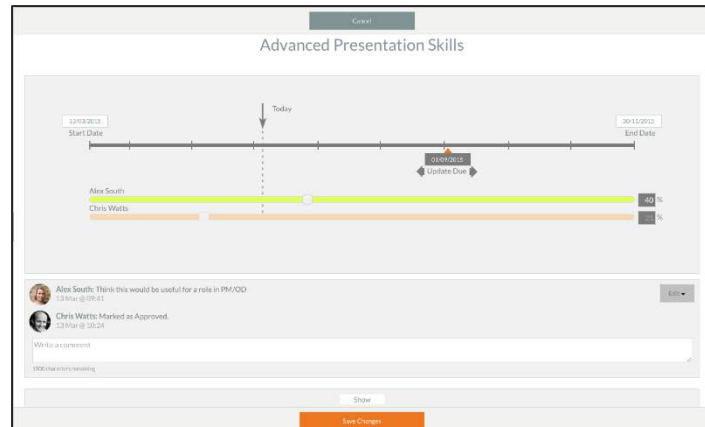 Cancel
Advanced Presentation Skills
Today
13/03/2015
Start Date
30/11/2015
End Date
01/09/2015
Update Due
Alex South
40 %
Chris Watts
21 %
Alex South: Think this would be useful for a role in PM/OD
13 Mar @ 09:41
Edit
Chris Watts: Marked as Approved.
13 Mar @ 10:24
Write a comment
characters remaining
Show
Save Changes